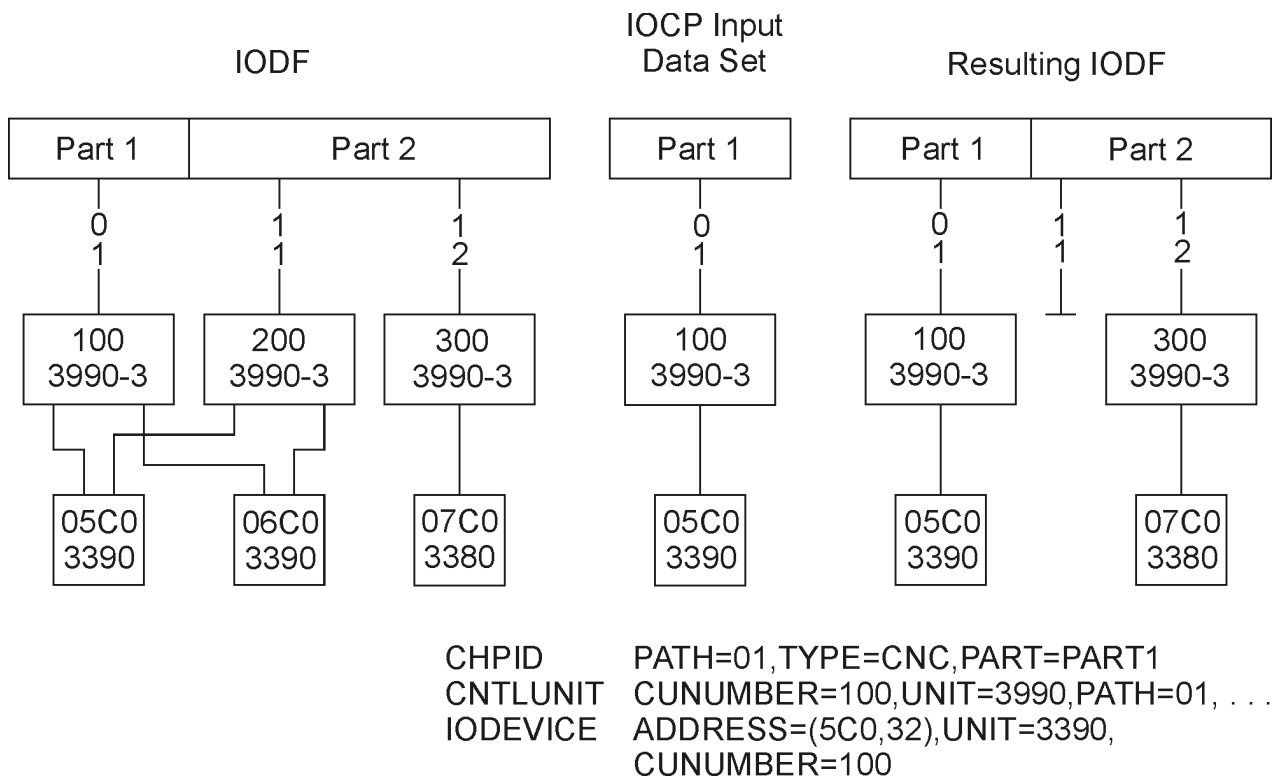 IODF
IOCP Input
Data Set
Resulting IODF
Part 1 Part 2 Part 1 Part 1 Part 2
0 1 1 0 0 1 1
1 1 2 1 1 1 2
100 200 300 100 100 300
3990-3 3990-3 3990-3 3990-3 3990-3 3990-3
05C0 06C0 07C0 05C0 05C0 07C0
3390 3390 3380 3390 3390 3380
CHPID PATH=01,TYPE=CNC,PART=PART1
CNTLUNIT CUNUMBER=100,UNIT=3990,PATH=01, . . .
IODEVICE ADDRESS=(5C0,32),UNIT=3390,
CUNUMBER=100